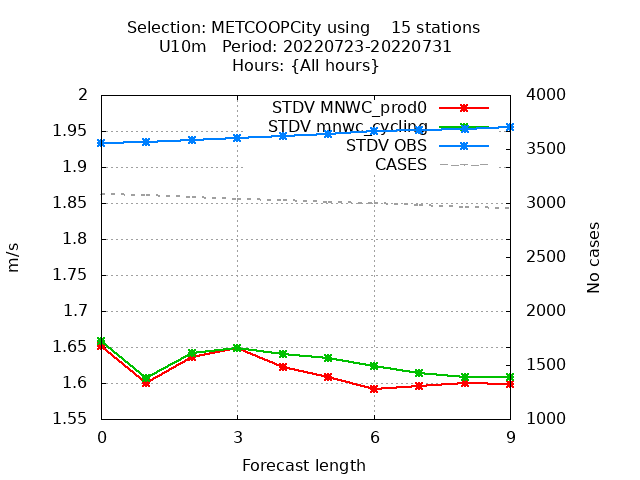 Selection: METCOOPCity using    15 stations
U10m   Period: 20220723-20220731
Hours: {All hours}
STDV MNWC_prod0
STDV mnwc_cycling
STDV OBS
CASES
2
1.95
1.9
1.85
1.8
1.75
1.7
1.65
1.6
1.55
4000
3500
3000
2500
2000
1500
1000
m/s
No cases
0
3
6
9
Forecast length